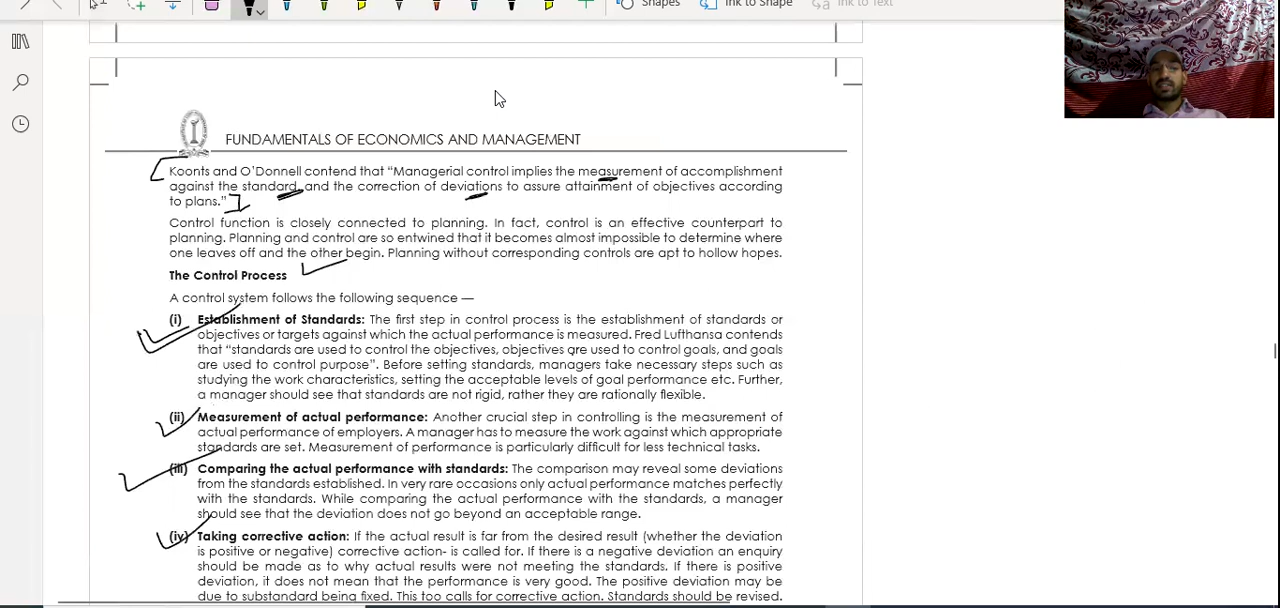 Shapes
Ink to Shape
Ink to Text
FUNDAMENTALS OF ECONOMICS AND MANAGEMENT
Koonts and O'Donnell contend that "Managerial control implies the measurement of accomplishment
against the standard and the correction of deviations to assure attainment of objectives according
to plans."
Control function is closely connected to planning. In fact, control is an effective counterpart to
planning. Planning and control are so entwined that it becomes almost impossible to determine where
one leaves off and the other begin. Planning without corresponding controls are apt to hollow hopes.
The Control Process
A control system follows the following sequence —
(i) Establishment of Standards: The first step in control process is the establishment of standards or
objectives or targets against which the actual performance is measured. Fred Lufthansa contends
that "standards are used to control the objectives, objectives are used to control goals, and goals
are used to control purpose". Before setting standards, managers take necessary steps such as
studying the work characteristics, setting the acceptable levels of goal performance etc. Further,
a manager should see that standards are not rigid, rather they are rationally flexible.
(ii) Measurement of actual performance: Another crucial step in controlling is the measurement of
actual performance of employers. A manager has to measure the work against which appropriate
standards are set. Measurement of performance is particularly difficult for less technical tasks.
(iii) Comparing the actual performance with standards: The comparison may reveal some deviations
from the standards established. In very rare occasions only actual performance matches perfectly
with the standards. While comparing the actual performance with the standards, a manager
should see that the deviation does not go beyond an acceptable range.
(iv) Taking corrective action: If the actual result is far from the desired result (whether the deviation
is positive or negative) corrective action- is called for. If there is a negative deviation an enquiry
should be made as to why actual results were not meeting the standards. If there is positive
deviation, it does not mean that the performance is very good. The positive deviation may be
due to substandard being fixed. This too calls for corrective action. Standards should be revised.